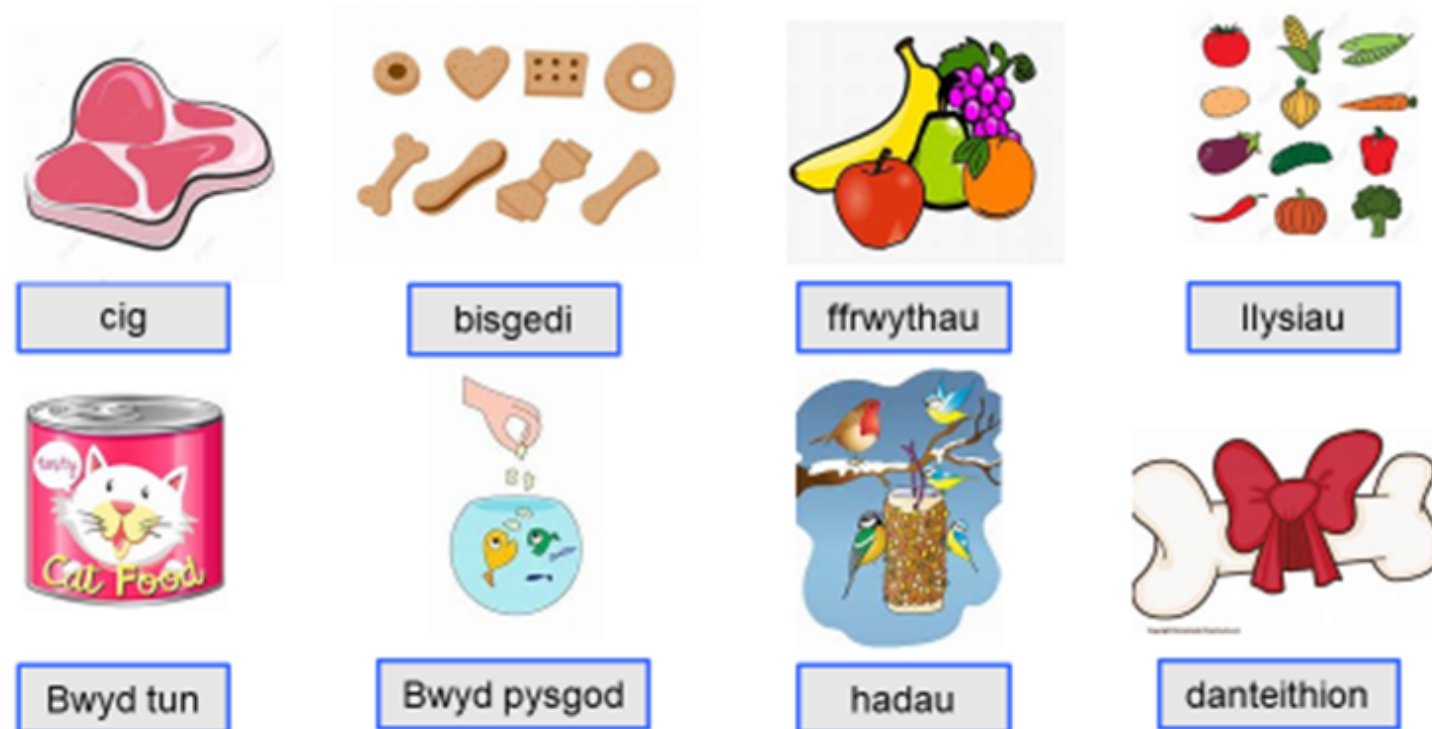 cig
bisgedi
ffrwythau
llysiau
tasty
Cat Food
Bwyd tun
Bwyd pysgod
hadau
danteithion